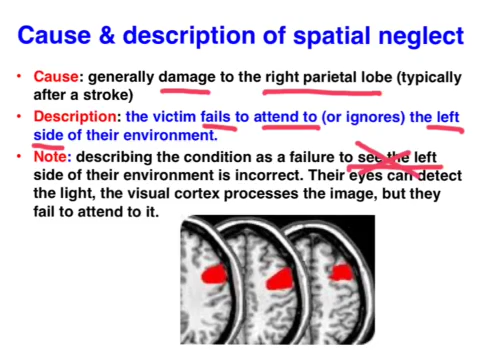 Cause & description of spatial neglect
• Cause: generally damage to the right parietal lobe (typically
after a stroke)
• Description: the victim fails to attend to (or ignores) the left
side of their environment.
• Note: describing the condition as a failure to see the left
side of their environment is incorrect. Their eyes can detect
the light, the visual cortex processes the image, but they
fail to attend to it.